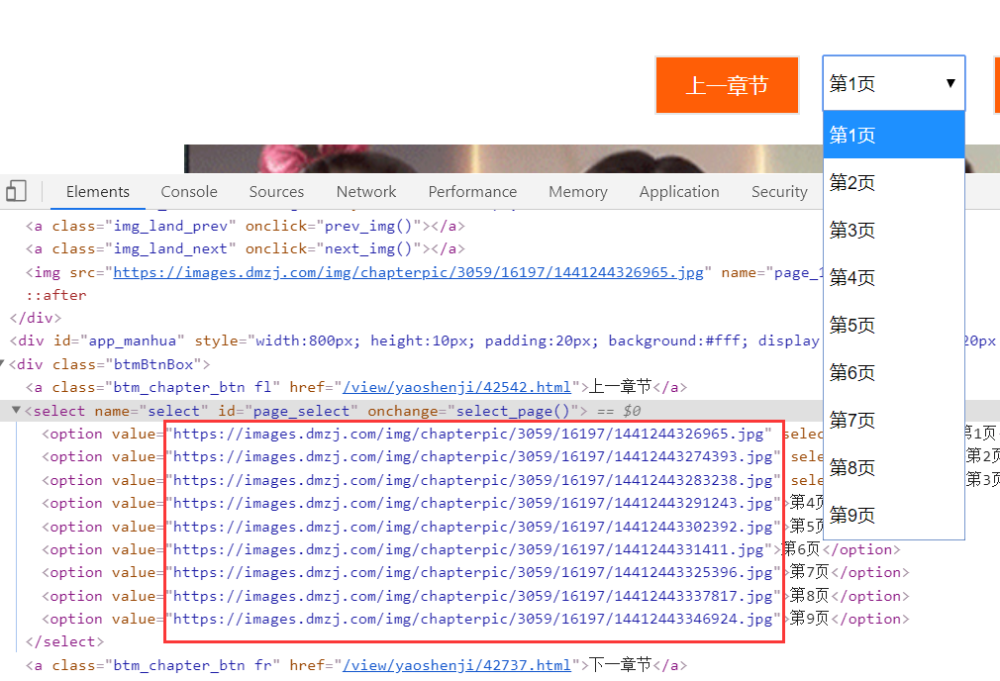 上一章节
第1页 ▼
第1页
第2页
第3页
第4页
第5页
第6页
第7页
第8页
第9页
Elements Console Sources Network Performance Memory Application Security
<a class="img_land_prev" onclick="prev_img()"></a>
<a class="img_land_next" onclick="next_img()"></a>
<img src="https://images.dmzj.com/img/chapterpic/3059/16197/1441244326965.jpg" name="page_1
::after
</div>
<div id="app_manhua" style="width:800px; height:10px; padding:20px; background:#fff; display 20px
▼<div class="btmBtnBox">
<a class="btm_chapter_btn fl" href="/view/yaoshenji/42542.html">上一章节</a>
▼<select name="select" id="page_select" onchange="select_page()"> == $0
<option value="https://images.dmzj.com/img/chapterpic/3059/16197/1441244326965.jpg" selec 第1页
<option value="https://images.dmzj.com/img/chapterpic/3059/16197/14412443274393.jpg" sele 第2页
<option value="https://images.dmzj.com/img/chapterpic/3059/16197/14412443283238.jpg" sele 第3页
<option value="https://images.dmzj.com/img/chapterpic/3059/16197/14412443291243.jpg">第4页
<option value="https://images.dmzj.com/img/chapterpic/3059/16197/14412443302392.jpg">第5页
<option value="https://images.dmzj.com/img/chapterpic/3059/16197/1441244331411.jpg">第6页</option>
<option value="https://images.dmzj.com/img/chapterpic/3059/16197/14412443325396.jpg">第7页</option>
<option value="https://images.dmzj.com/img/chapterpic/3059/16197/14412443337817.jpg">第8页</option>
<option value="https://images.dmzj.com/img/chapterpic/3059/16197/14412443346924.jpg">第9页</option>
</select>
<a class="btm_chapter_btn fr" href="/view/yaoshenji/42737.html">下一章节</a>